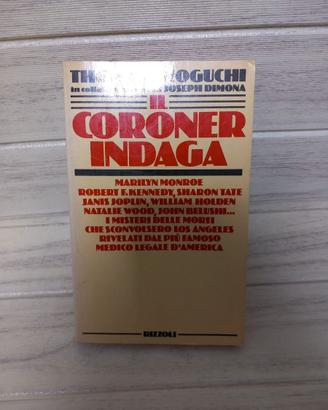 NOGUCHI
JOSEPH DIMONA
IL
CORONER
INDAGA
MARILYN MONROE
ROBERT F. KENNEDY, SHARON TATE
JANIS JOPLIN, WILLIAM HOLDEN
NATALIE WOOD, JOHN BELUSHI...
I MISTERI DELLE MORTI
CHE SCONVOLSERO LOS ANGELES
RIVELATI DAL PIÙ FAMOSO
MEDICO LEGALE D'AMERICA
RIZZOLI